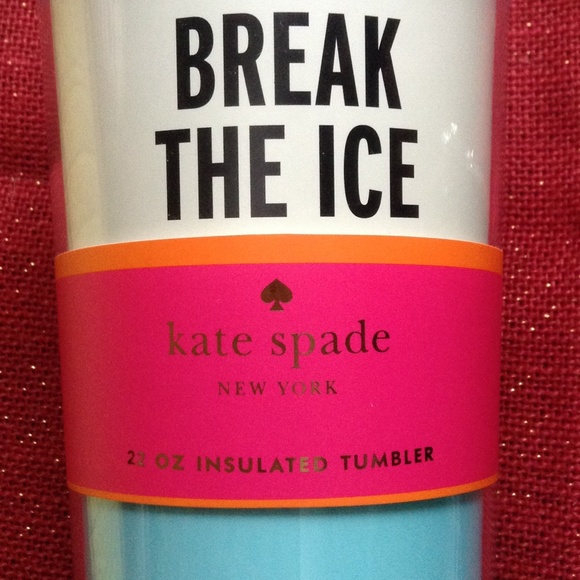 BREAK
THE ICE
kate spade
NEW YORK
OZ INSULATED TUMBLER